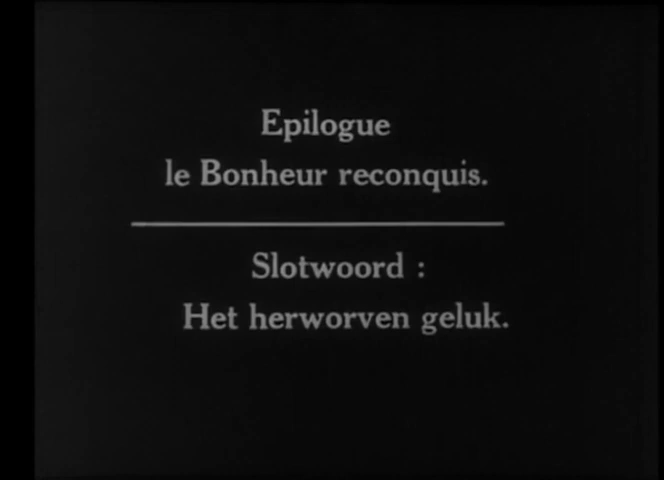 Epilogue
le Bonheur reconquis.
Slotwoord :
Het herworven geluk.